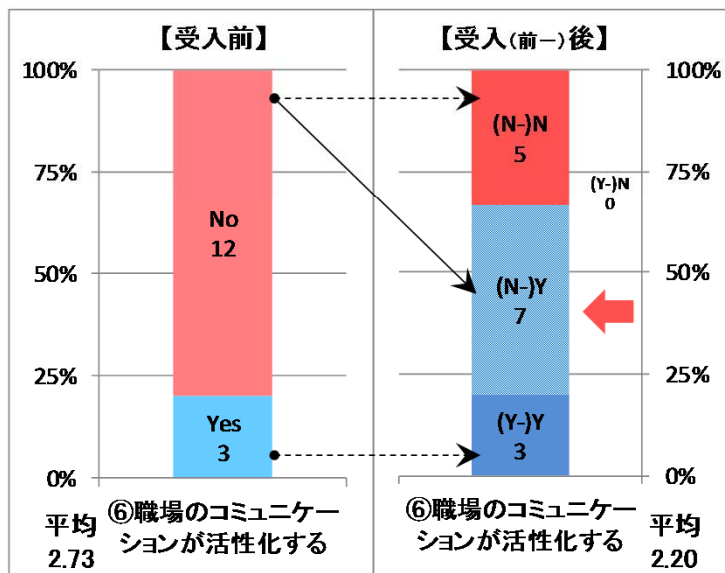 【受入前】
100%
75%
50%
25%
0%
No
12
Yes
3
⑥職場のコミュニケー
ションが活性化する
平均
2.73
【受入(前ー)後】
(N-)N
5
(N-)Y
7
(Y-)Y
3
(Y-)N
0
100%
75%
50%
25%
0%
⑥職場のコミュニケー
ションが活性化する
平均
2.20